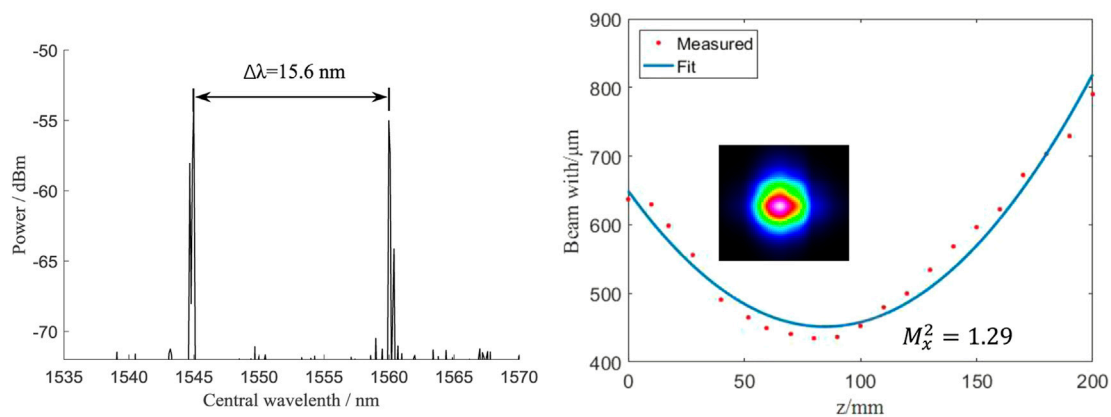 -50
-55
-60
-65
-70
Power / dBm
Δλ=15.6 nm
1535 1540 1545 1550 1555 1560 1565 1570
Central wavelenth / nm
900
800
700
600
500
400
Beam with/μm
Measured
Fit
M²ₓ = 1.29
0 50 100 150 200
z/mm